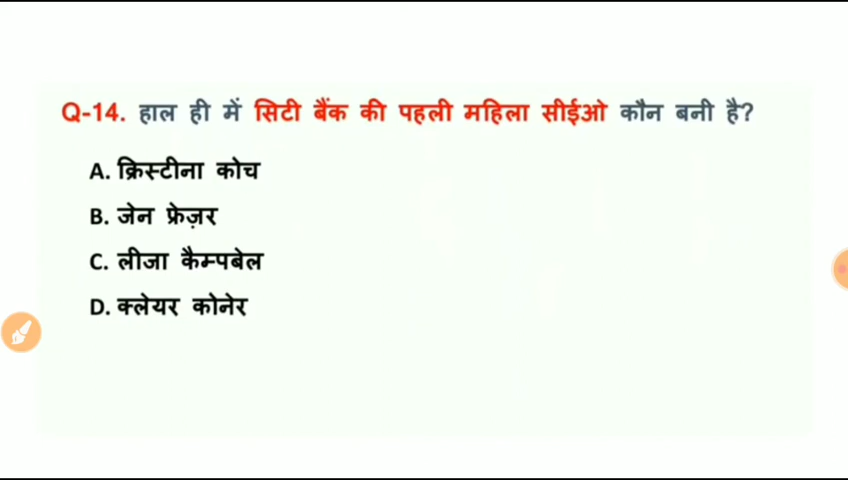 Q-14. हाल ही में सिटी बैंक की पहली महिला सीईओ कौन बनी है?
A. क्रिस्टीना कोच
B. जेन फ्रेज़र
C. लीजा कैम्पबेल
D. क्लेयर कोनेर